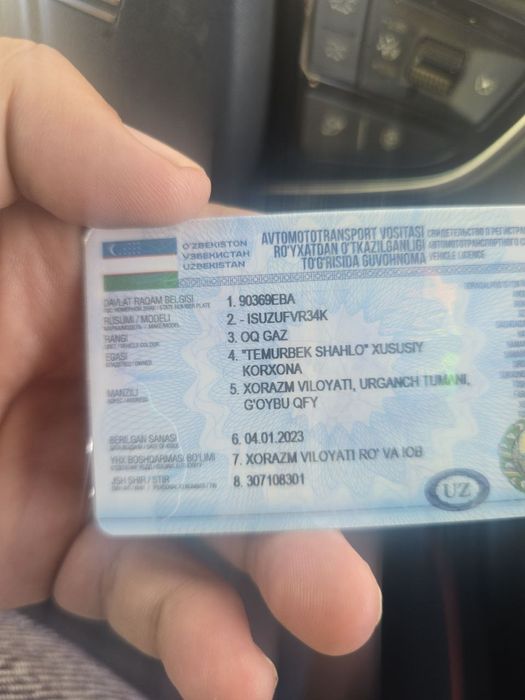 O'ZBEKISTON
ЎЗБЕКИСТАН
UZBEKISTAN
AVTOMOTOTRANSPORT VOSITASI
RO'YXATDAN O'TKAZILGANLIGI
TO'G'RISIDA GUVOHNOMA
VEHICLE LICENCE
DAVLAT RAQAM BELGISI 1. 90369EBA
RUSUMI / MODELI 2. - ISUZUFVR34K
RANGI 3. OQ GAZ
EGASI 4. "TEMURBEK SHAHLO" XUSUSIY
KORXONA
MANZILI 5. XORAZM VILOYATI, URGANCH TUMANI,
G'OYBU QFY
BERILGAN SANASI 6. 04.01.2023
YHX BOSHQARMASI BO'LIMI 7. XORAZM VILOYATI RO' VA IOB
JSH SHIR / STIR 8. 307108301
UZ